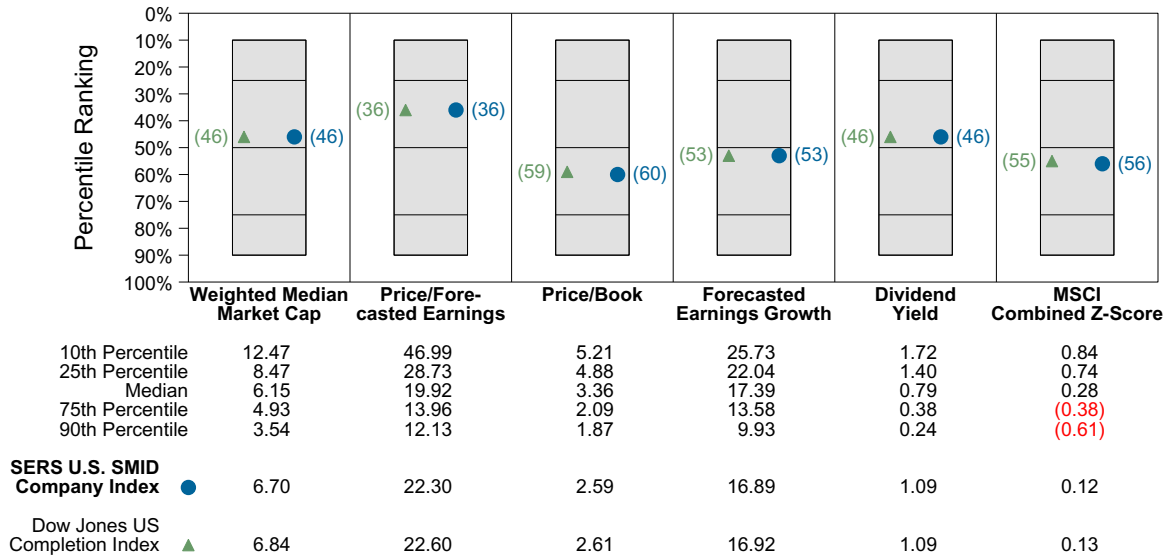 Percentile Ranking
0%
10%
20%
30%
40%
50%
60%
70%
80%
90%
100%
(46) (46)
(36) (36)
(59) (60)
(53) (53)
(46) (46)
(55) (56)
Weighted Median
Market Cap
Price/Fore-
casted Earnings
Price/Book
Forecasted
Earnings Growth
Dividend
Yield
MSCI
Combined Z-Score
10th Percentile 12.47 46.99 5.21 25.73 1.72 0.84
25th Percentile 8.47 28.73 4.88 22.04 1.40 0.74
Median 6.15 19.92 3.36 17.39 0.79 0.28
75th Percentile 4.93 13.96 2.09 13.58 0.38 (0.38)
90th Percentile 3.54 12.13 1.87 9.93 0.24 (0.61)
SERS U.S. SMID
Company Index 6.70 22.30 2.59 16.89 1.09 0.12
Dow Jones US
Completion Index 6.84 22.60 2.61 16.92 1.09 0.13